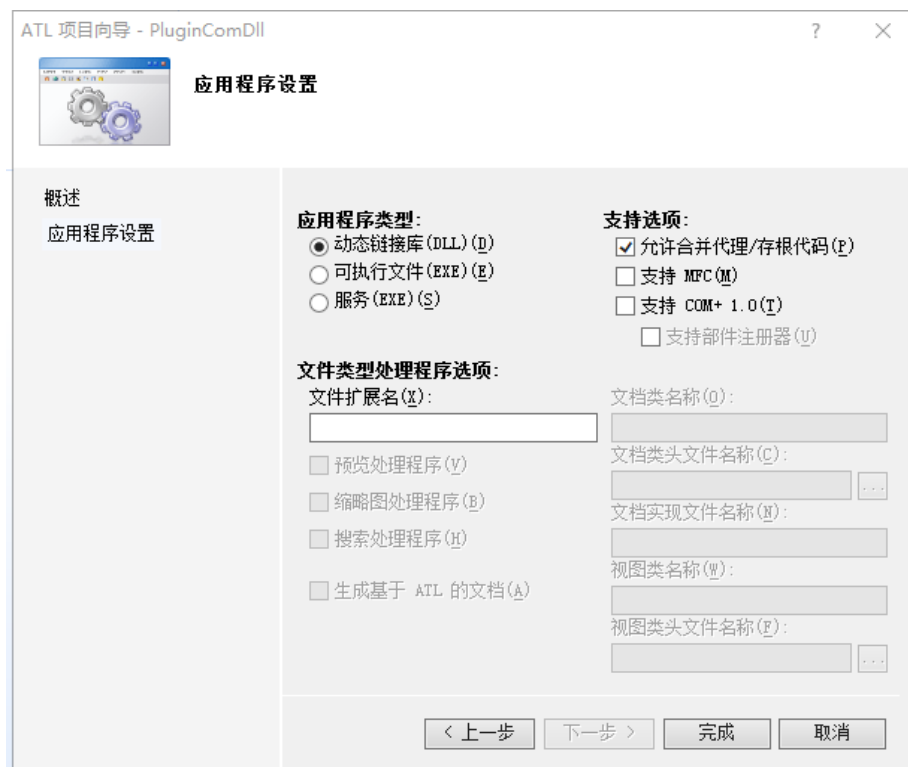 ATL 项目向导 - PluginComDll
?
应用程序设置
概述
应用程序设置
应用程序类型:
动态链接库(DLL)(D)
可执行文件(EXE)(E)
服务(EXE)(S)
支持选项:
允许合并代理/存根代码(P)
支持 MFC(M)
支持 COM+ 1.0(T)
支持部件注册器(U)
文件类型处理程序选项:
文件扩展名(X):
预览处理程序(V)
缩略图处理程序(B)
搜索处理程序(H)
生成基于 ATL 的文档(A)
文档类名称(O):
文档类头文件名称(C):
...
文档实现文件名称(N):
视图类名称(W):
视图类头文件名称(F):
...
< 上一步
下一步 >
完成
取消